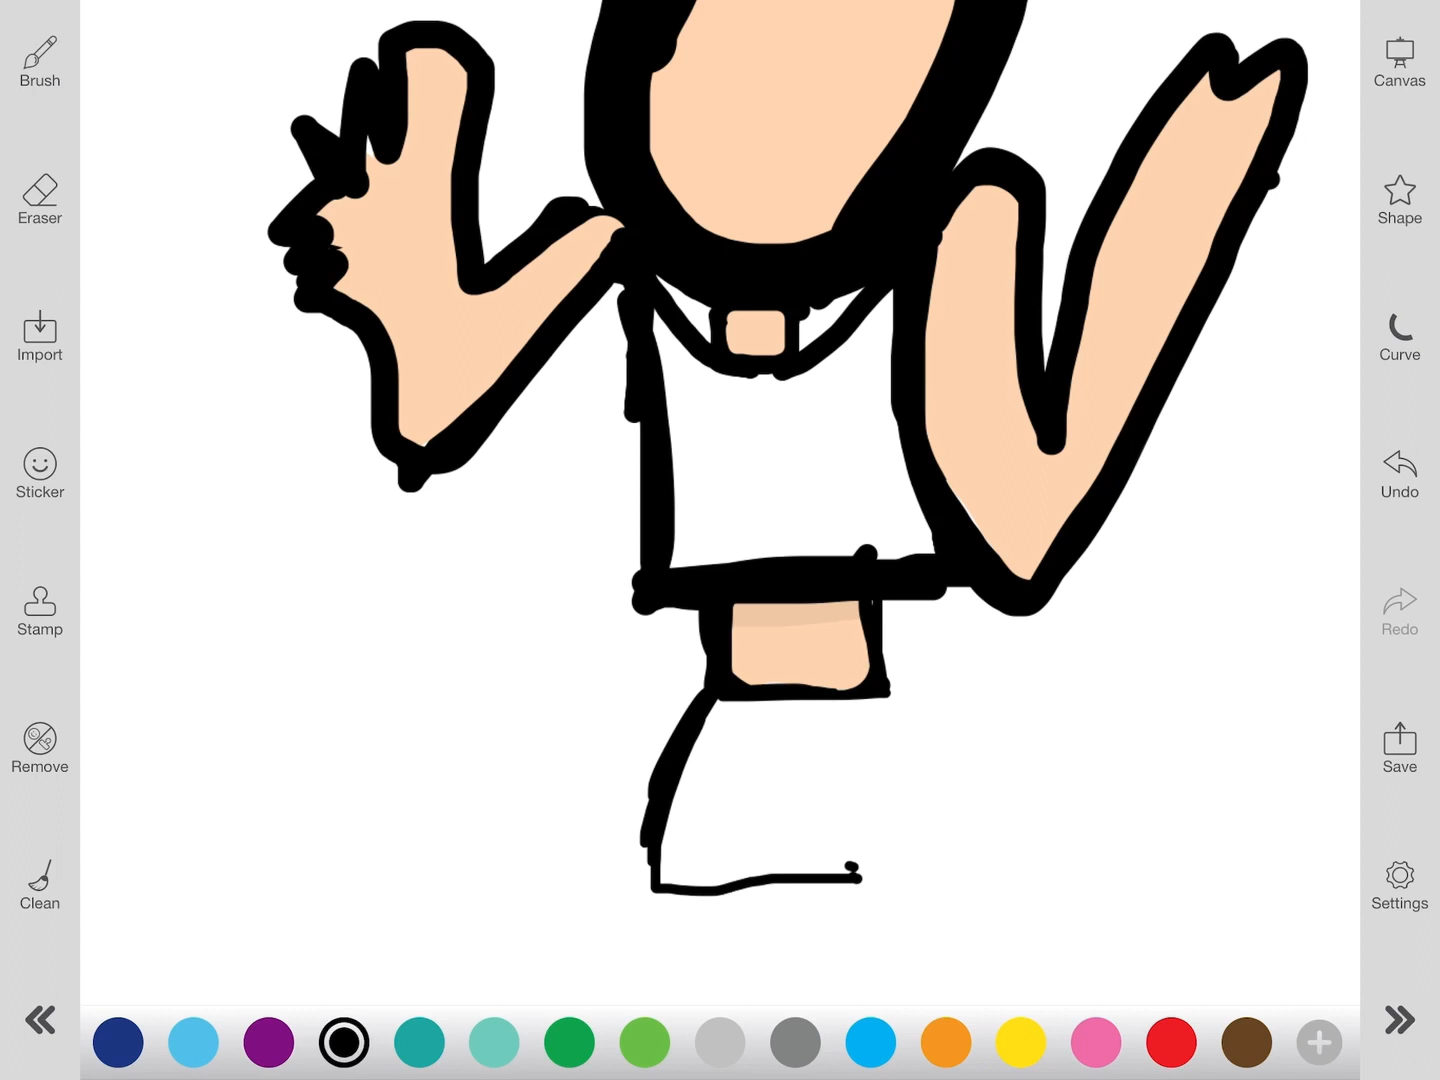 Brush
Eraser
Import
Sticker
Stamp
Remove
Clean
Canvas
Shape
Curve
Undo
Redo
Save
Settings